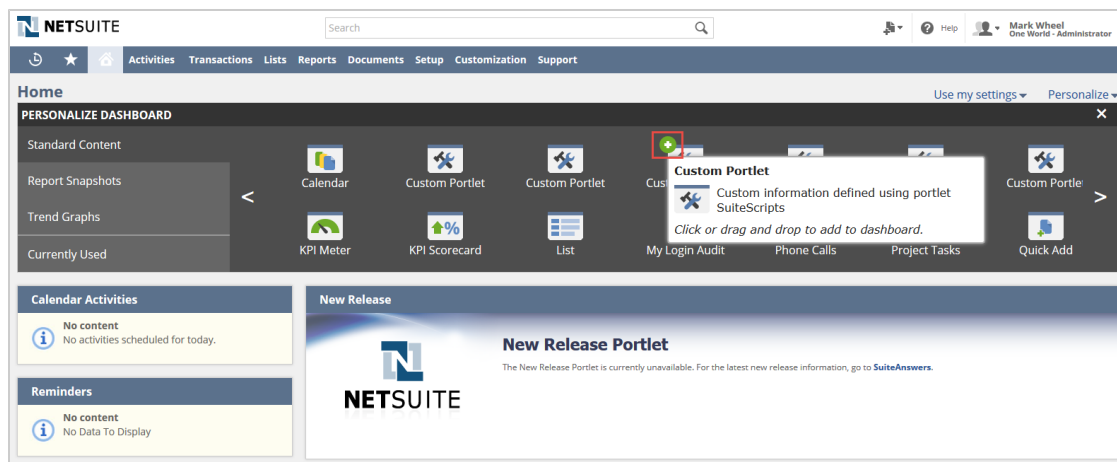 N NETSUITE
Search
Help
Mark Wheel
One World - Administrator
Activities Transactions Lists Reports Documents Setup Customization Support
Home
Use my settings Personalize
PERSONALIZE DASHBOARD
Standard Content
Report Snapshots
Trend Graphs
Currently Used
Calendar
Custom Portlet
Custom Portlet
Cus
Custom Portle
Custom Portlet
Custom information defined using portlet
SuiteScripts
Click or drag and drop to add to dashboard.
KPI Meter
KPI Scorecard
List
My Login Audit
Phone Calls
Project Tasks
Quick Add
Calendar Activities
No content
No activities scheduled for today.
Reminders
No content
No Data To Display
New Release
N
NETSUITE
New Release Portlet
The New Release Portlet is currently unavailable. For the latest new release information, go to SuiteAnswers.